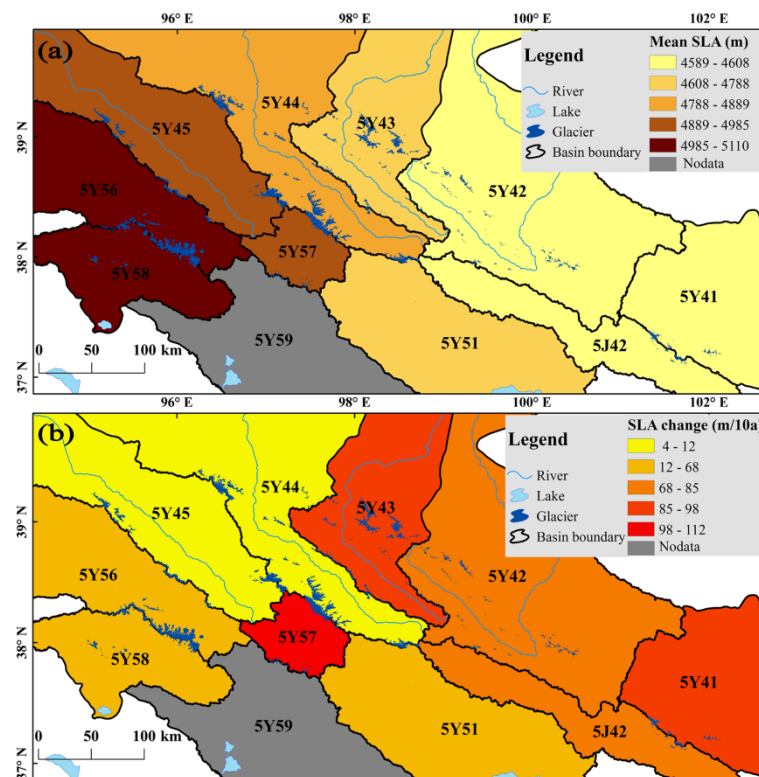 96° E
98° E
100° E
102° E
(a)
Legend
River
Lake
Glacier
Basin boundary
Mean SLA (m)
4589 - 4608
4608 - 4788
4788 - 4889
4889 - 4985
4985 - 5110
Nodata
39° N
38° N
37° N
5Y44
5Y43
5Y45
5Y42
5Y56
5Y57
5Y58
5Y41
5Y59
5Y51
5J42
0 50 100 km
96° E
98° E
100° E
102° E
(b)
Legend
River
Lake
Glacier
Basin boundary
SLA change (m/10a)
4 - 12
12 - 68
68 - 85
85 - 98
98 - 112
Nodata
39° N
38° N
37° N
5Y44
5Y43
5Y45
5Y42
5Y56
5Y57
5Y58
5Y41
5Y59
5Y51
5J42
0 50 100 km